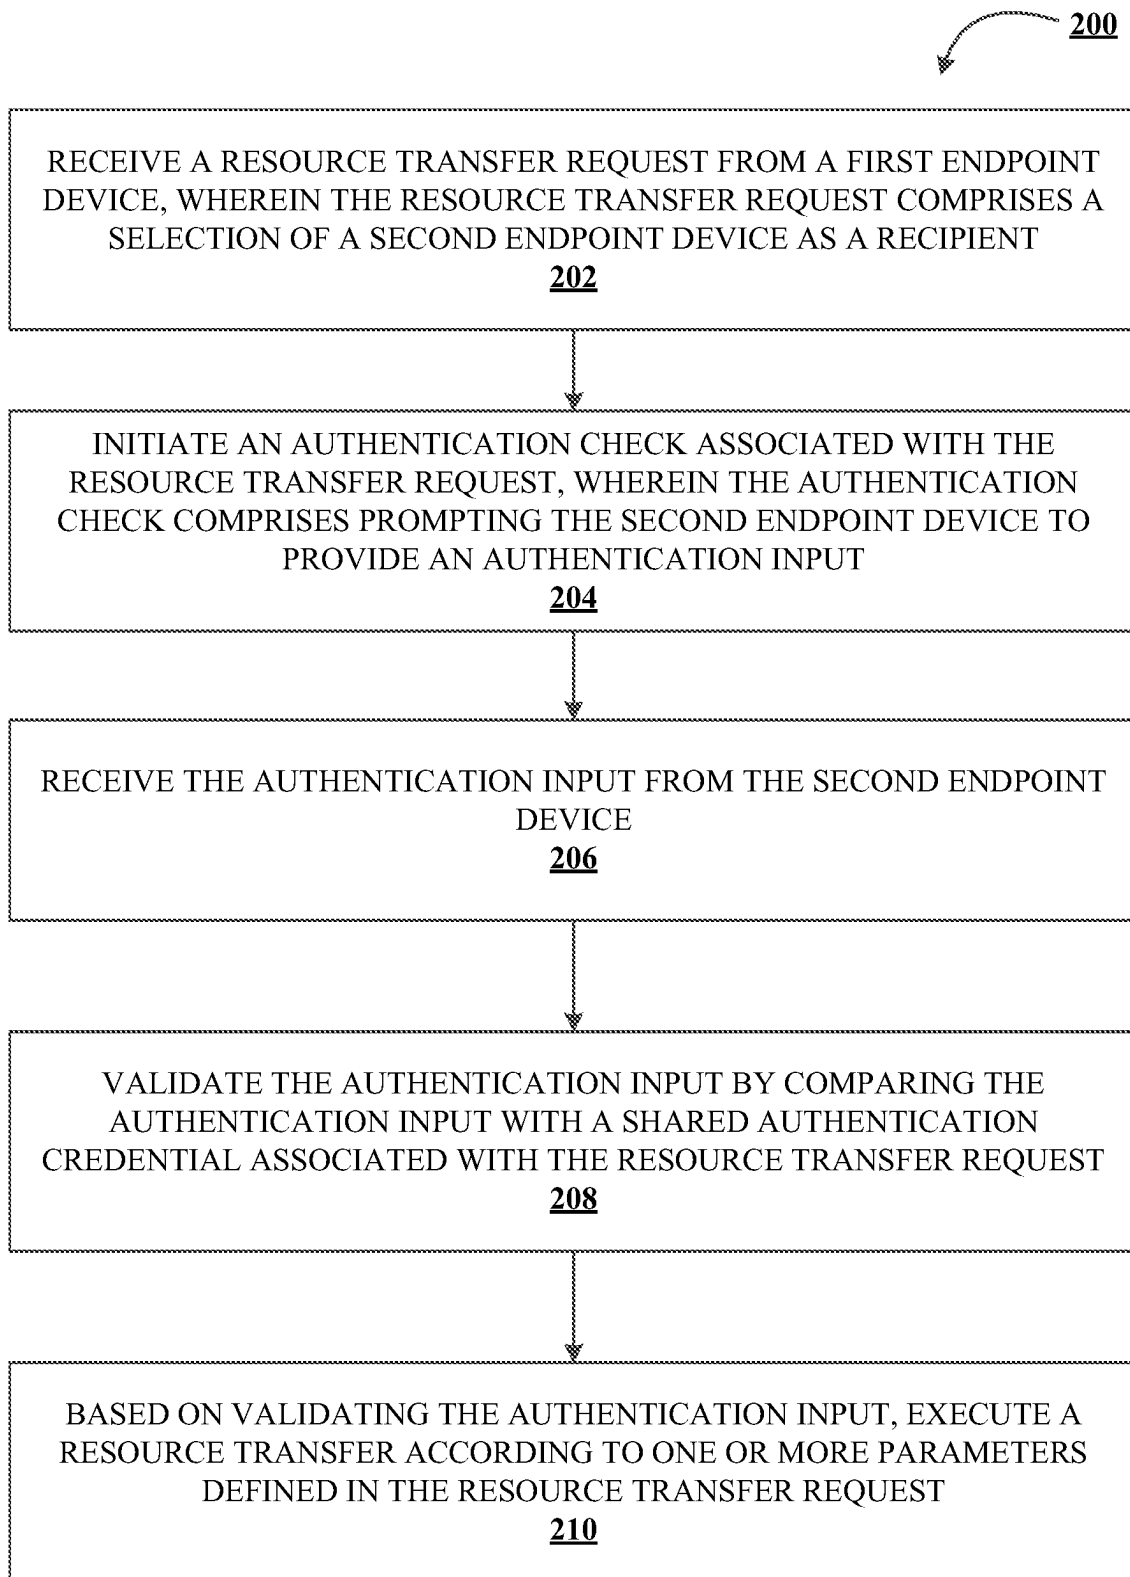 200
RECEIVE A RESOURCE TRANSFER REQUEST FROM A FIRST ENDPOINT
DEVICE, WHEREIN THE RESOURCE TRANSFER REQUEST COMPRISES A
SELECTION OF A SECOND ENDPOINT DEVICE AS A RECIPIENT
202
INITIATE AN AUTHENTICATION CHECK ASSOCIATED WITH THE
RESOURCE TRANSFER REQUEST, WHEREIN THE AUTHENTICATION
CHECK COMPRISES PROMPTING THE SECOND ENDPOINT DEVICE TO
PROVIDE AN AUTHENTICATION INPUT
204
RECEIVE THE AUTHENTICATION INPUT FROM THE SECOND ENDPOINT
DEVICE
206
VALIDATE THE AUTHENTICATION INPUT BY COMPARING THE
AUTHENTICATION INPUT WITH A SHARED AUTHENTICATION
CREDENTIAL ASSOCIATED WITH THE RESOURCE TRANSFER REQUEST
208
BASED ON VALIDATING THE AUTHENTICATION INPUT, EXECUTE A
RESOURCE TRANSFER ACCORDING TO ONE OR MORE PARAMETERS
DEFINED IN THE RESOURCE TRANSFER REQUEST
210